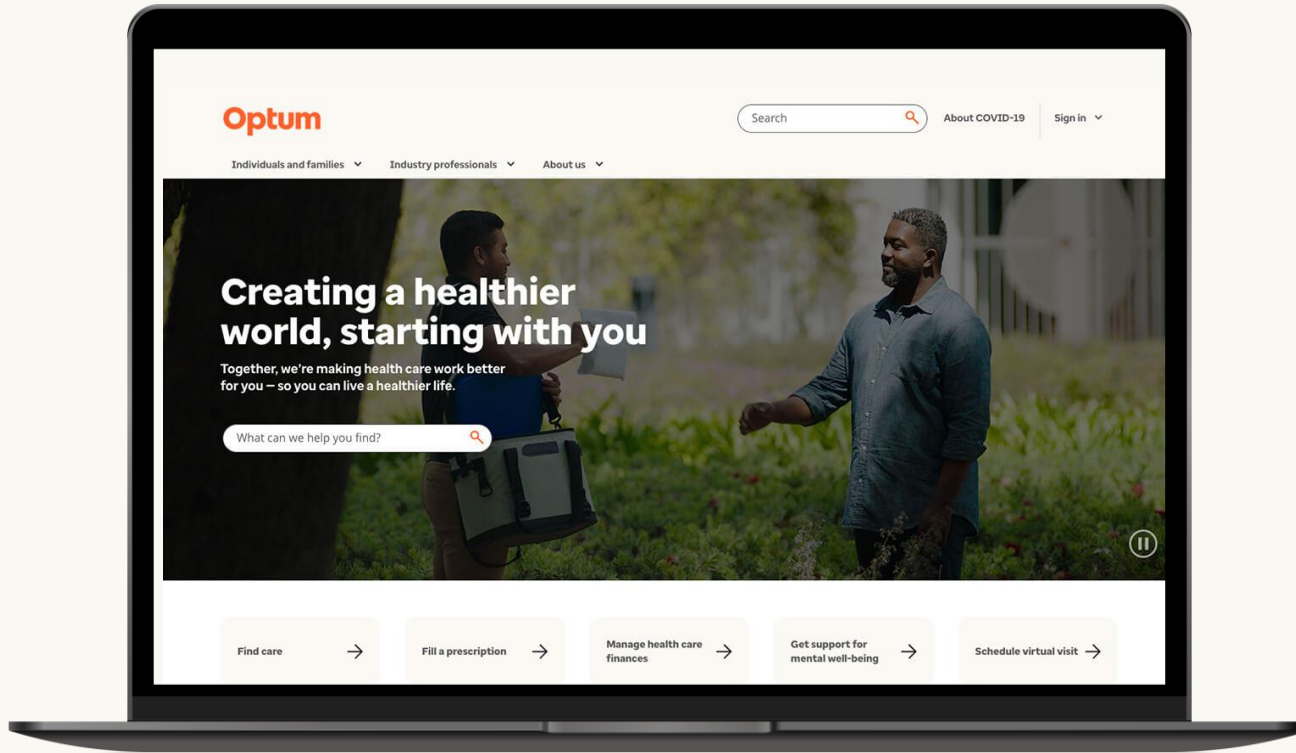 Optum
Search
About COVID-19
Sign in
Individuals and families
Industry professionals
About us
Creating a healthier
world, starting with you
Together, we're making health care work better
for you – so you can live a healthier life.
What can we help you find?
Find care
Fill a prescription
Manage health care
finances
Get support for
mental well-being
Schedule virtual visit